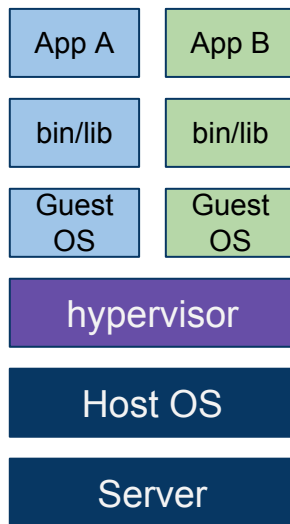 App A
App B
bin/lib
bin/lib
Guest
OS
Guest
OS
hypervisor
Host OS
Server